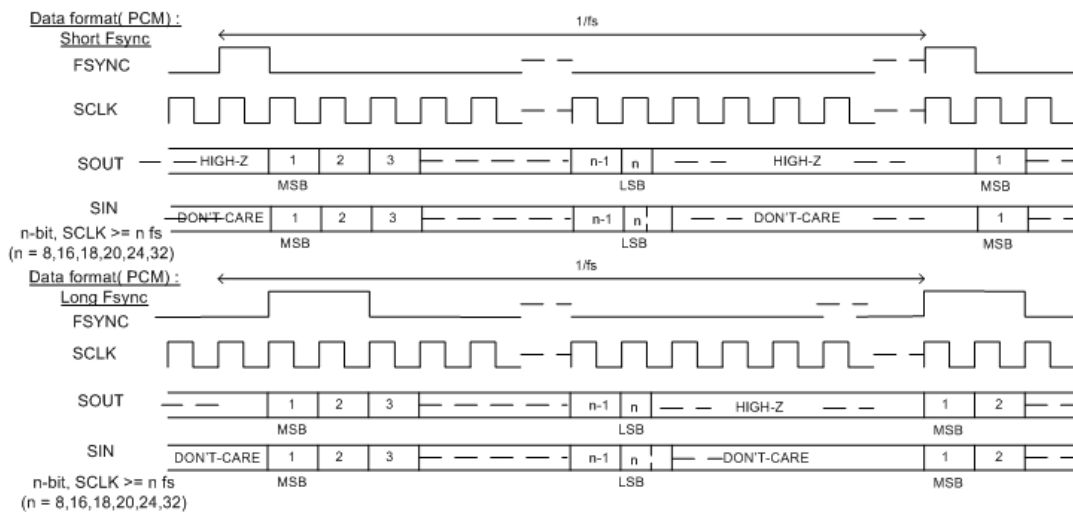 Data format( PCM) :
Short Fsync
1/fs
FSYNC
SCLK
SOUT HIGH-Z 1 2 3 n-1 n HIGH-Z 1
MSB LSB MSB
SIN DON'T-CARE 1 2 3 n-1 n DON'T-CARE 1
n-bit, SCLK >= n fs
MSB LSB MSB
(n = 8,16,18,20,24,32)
Data format( PCM) :
1/fs
Long Fsync
FSYNC
SCLK
SOUT 1 2 3 n-1 n HIGH-Z 1 2
MSB LSB MSB
SIN DON'T-CARE 1 2 3 n-1 n DON'T-CARE 1 2
n-bit, SCLK >= n fs
MSB LSB MSB
(n = 8,16,18,20,24,32)